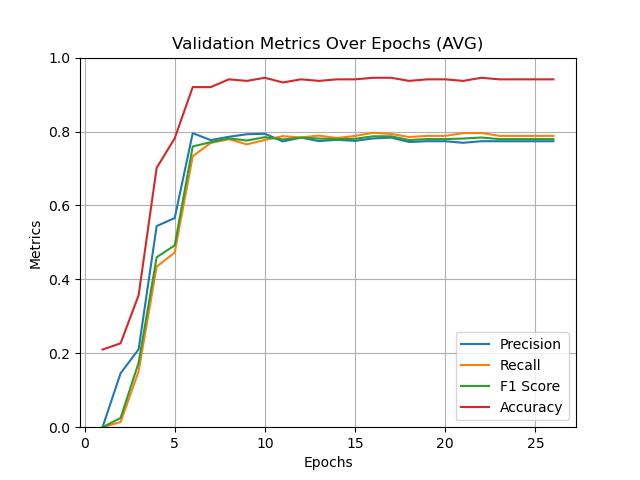 Validation Metrics Over Epochs (AVG)
1.0
0.8
0.6
0.4
0.2
0.0
Metrics
0 5 10 15 20 25
Epochs
Precision
Recall
F1 Score
Accuracy